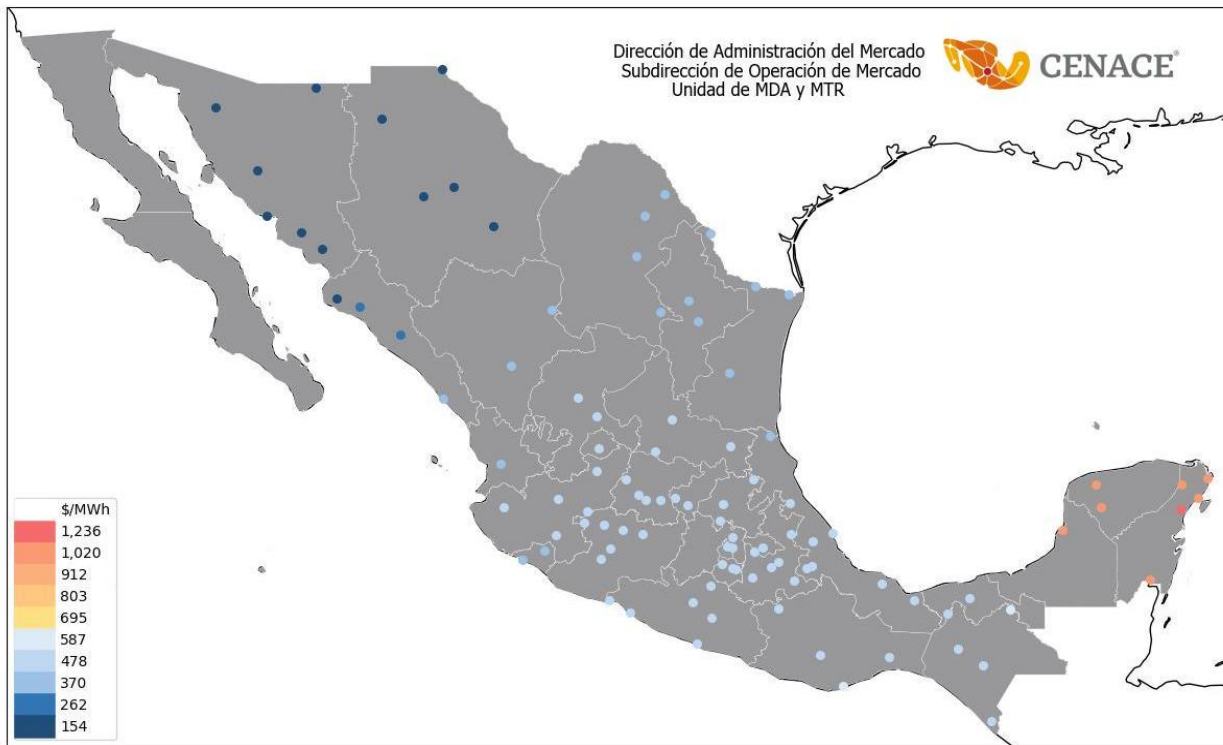 Dirección de Administración del Mercado
Subdirección de Operación de Mercado
Unidad de MDA y MTR
CENACE®
$/MWh
1,236
1,020
912
803
695
587
478
370
262
154